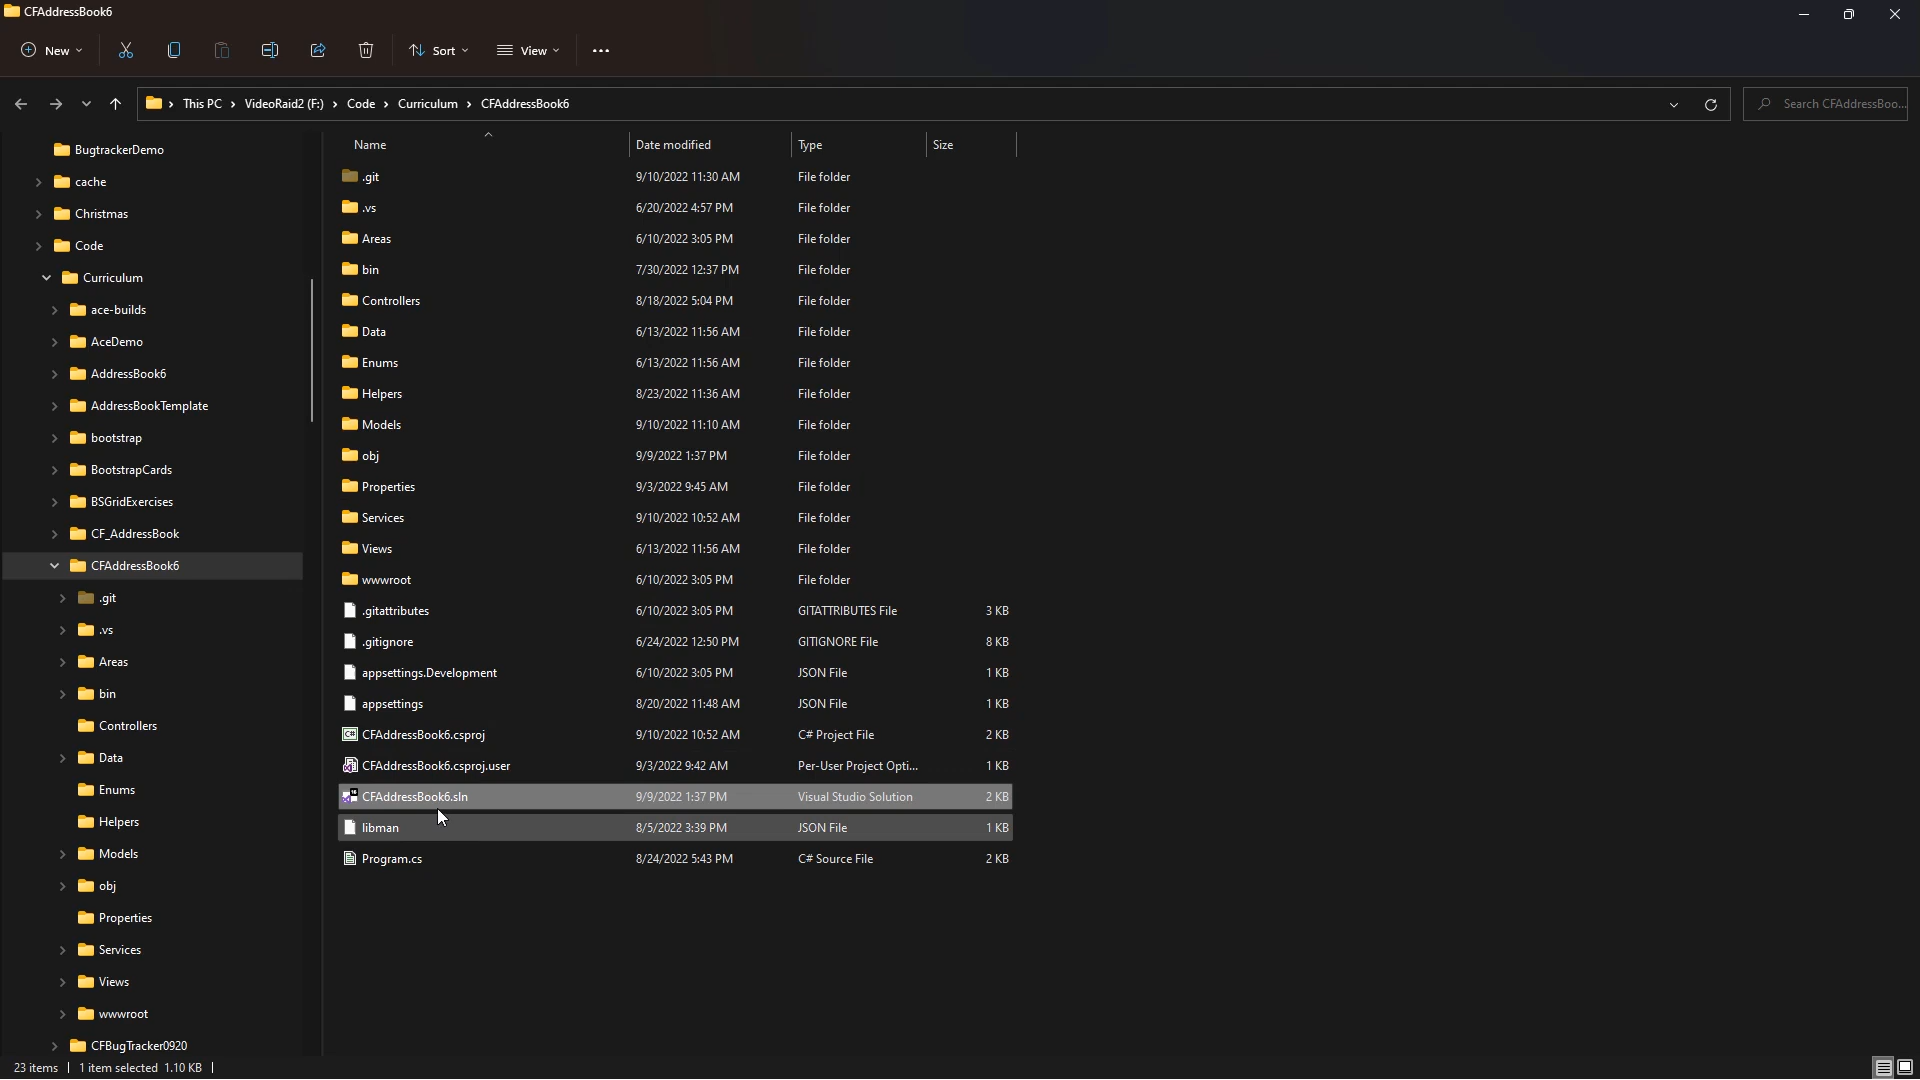 CFAddressBook6
New Sort View
This PC VideoRaid2 (F:) Code Curriculum CFAddressBook6 Search CFAddressBoo...
BugtrackerDemo
cache
Christmas
Code
Curriculum
ace-builds
AceDemo
AddressBook6
AddressBookTemplate
bootstrap
BootstrapCards
BSGridExercises
CF_AddressBook
CFAddressBook6
.git
.vs
Areas
bin
Controllers
Data
Enums
Helpers
Models
obj
Properties
Services
Views
wwwroot
CFBugTracker0920
Name Date modified Type Size
.git 9/10/2022 11:30 AM File folder
.vs 6/20/2022 4:57 PM File folder
Areas 6/10/2022 3:05 PM File folder
bin 7/30/2022 12:37 PM File folder
Controllers 8/18/2022 5:04 PM File folder
Data 6/13/2022 11:56 AM File folder
Enums 6/13/2022 11:56 AM File folder
Helpers 8/23/2022 11:36 AM File folder
Models 9/10/2022 11:10 AM File folder
obj 9/9/2022 1:37 PM File folder
Properties 9/3/2022 9:45 AM File folder
Services 9/10/2022 10:52 AM File folder
Views 6/13/2022 11:56 AM File folder
wwwroot 6/10/2022 3:05 PM File folder
.gitattributes 6/10/2022 3:05 PM GITATTRIBUTES File 3 KB
.gitignore 6/24/2022 12:50 PM GITIGNORE File 8 KB
appsettings.Development 6/10/2022 3:05 PM JSON File 1 KB
appsettings 8/20/2022 11:48 AM JSON File 1 KB
CFAddressBook6.csproj 9/10/2022 10:52 AM C# Project File 2 KB
CFAddressBook6.csproj.user 9/3/2022 9:42 AM Per-User Project Opti... 1 KB
CFAddressBook6.sln 9/9/2022 1:37 PM Visual Studio Solution 2 KB
libman 8/5/2022 3:39 PM JSON File 1 KB
Program.cs 8/24/2022 5:43 PM C# Source File 2 KB
23 items 1 item selected 1.10 KB